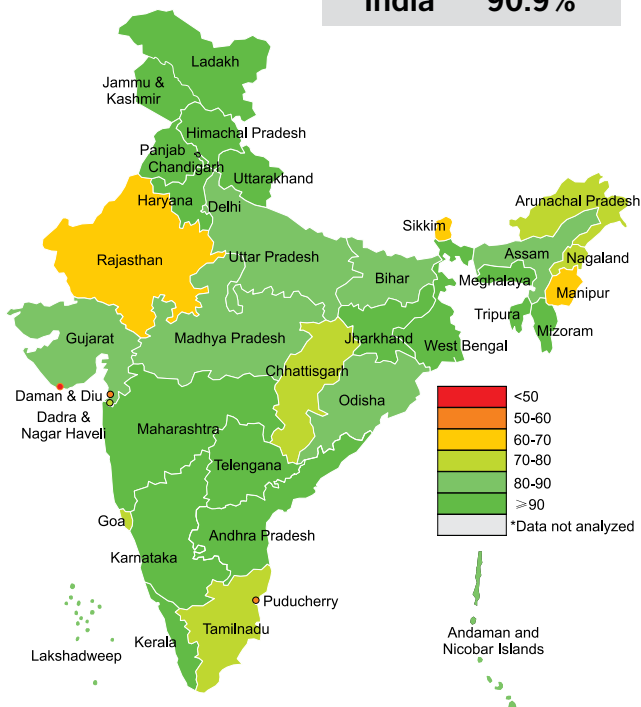 India 90.9%
Ladakh
Jammu &
Kashmir
Himachal Pradesh
Panjab
Chandigarh
Uttarakhand
Haryana
Delhi
Arunachal Pradesh
Sikkim
Rajasthan
Uttar Pradesh
Assam
Nagaland
Bihar
Meghalaya
Manipur
Tripura
Gujarat
Madhya Pradesh
Jharkhand
Mizoram
West Bengal
Chhattisgarh
Daman & Diu
Odisha
Dadra &
Nagar Haveli
Maharashtra
Telengana
Goa
Andhra Pradesh
Karnataka
Puducherry
Tamilnadu
Kerala
Lakshadweep
Andaman and
Nicobar Islands
<50
50-60
60-70
70-80
80-90
⩾90
*Data not analyzed